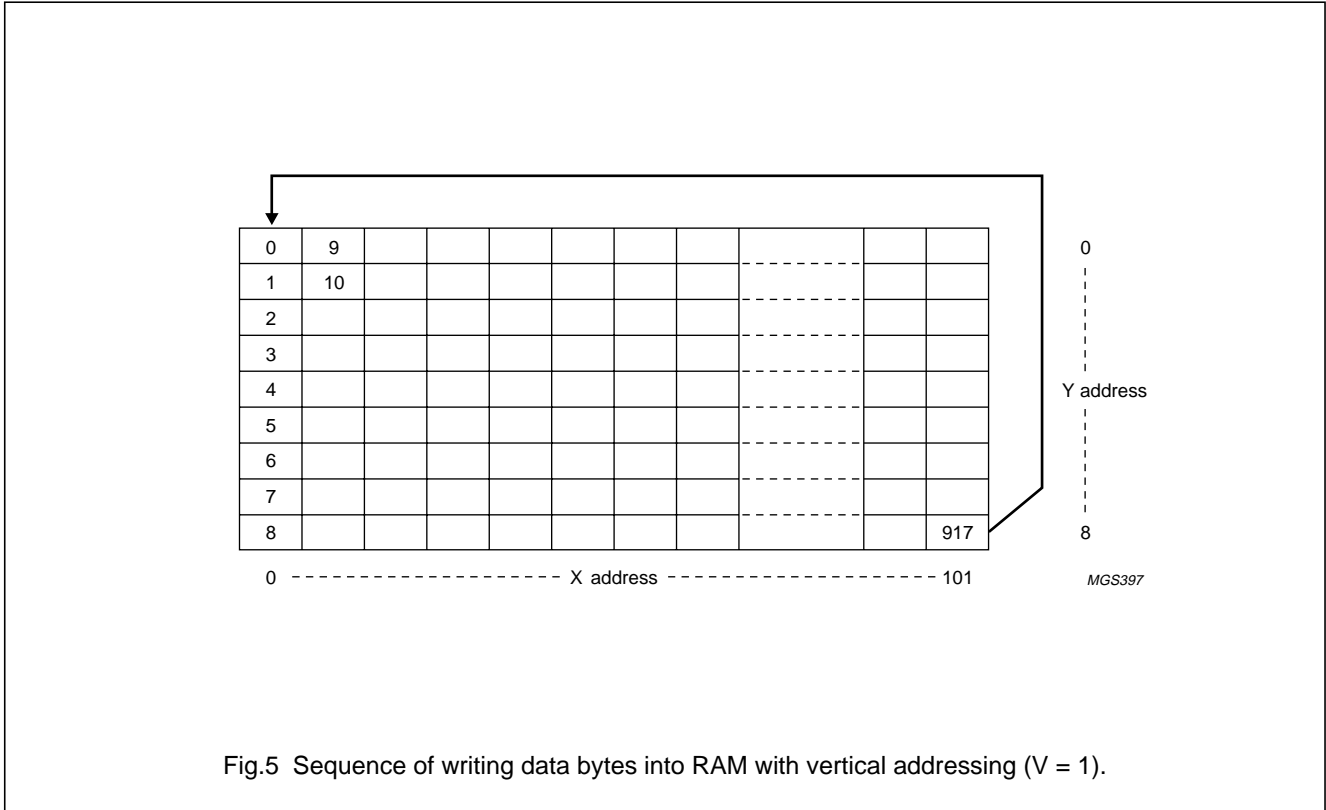 0 9 0
1 10
2
3
4 Y address
5
6
7
8 917 8
0 X address 101 MGS397
Fig.5 Sequence of writing data bytes into RAM with vertical addressing (V = 1).